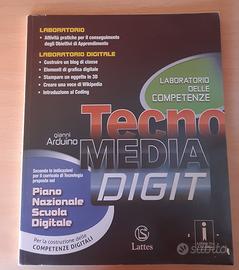 LABORATORIO
• Attività pratiche per il conseguimento
degli Obiettivi di Apprendimento
LABORATORIO DIGITALE
• Costruire un blog di classe
• Elementi di grafica digitale
• Stampare un oggetto in 3D
• Creare una voce di Wikipedia
• Introduzione al Coding
LABORATORIO
DELLE
COMPETENZE
gianni
Arduino
Tecno
MEDIA
DIGIT
Secondo le indicazioni
per il curricolo di Tecnologia
proposte nel
Piano
Nazionale
Scuola
Digitale
Per la costruzione delle
COMPETENZE DIGITALI
LS
Lattes
i
subito